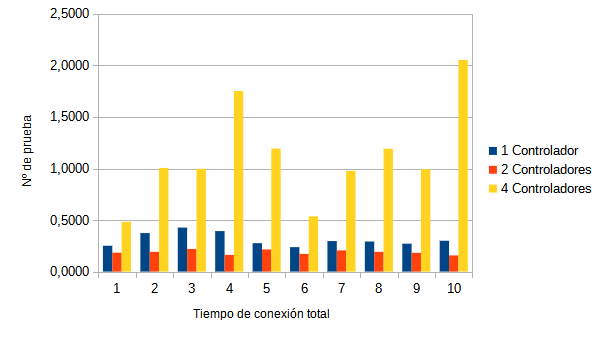 2,5000
2,0000
1,5000
1,0000
0,5000
0,0000
Nº de prueba
1 2 3 4 5 6 7 8 9 10
Tiempo de conexión total
1 Controlador
2 Controladores
4 Controladores